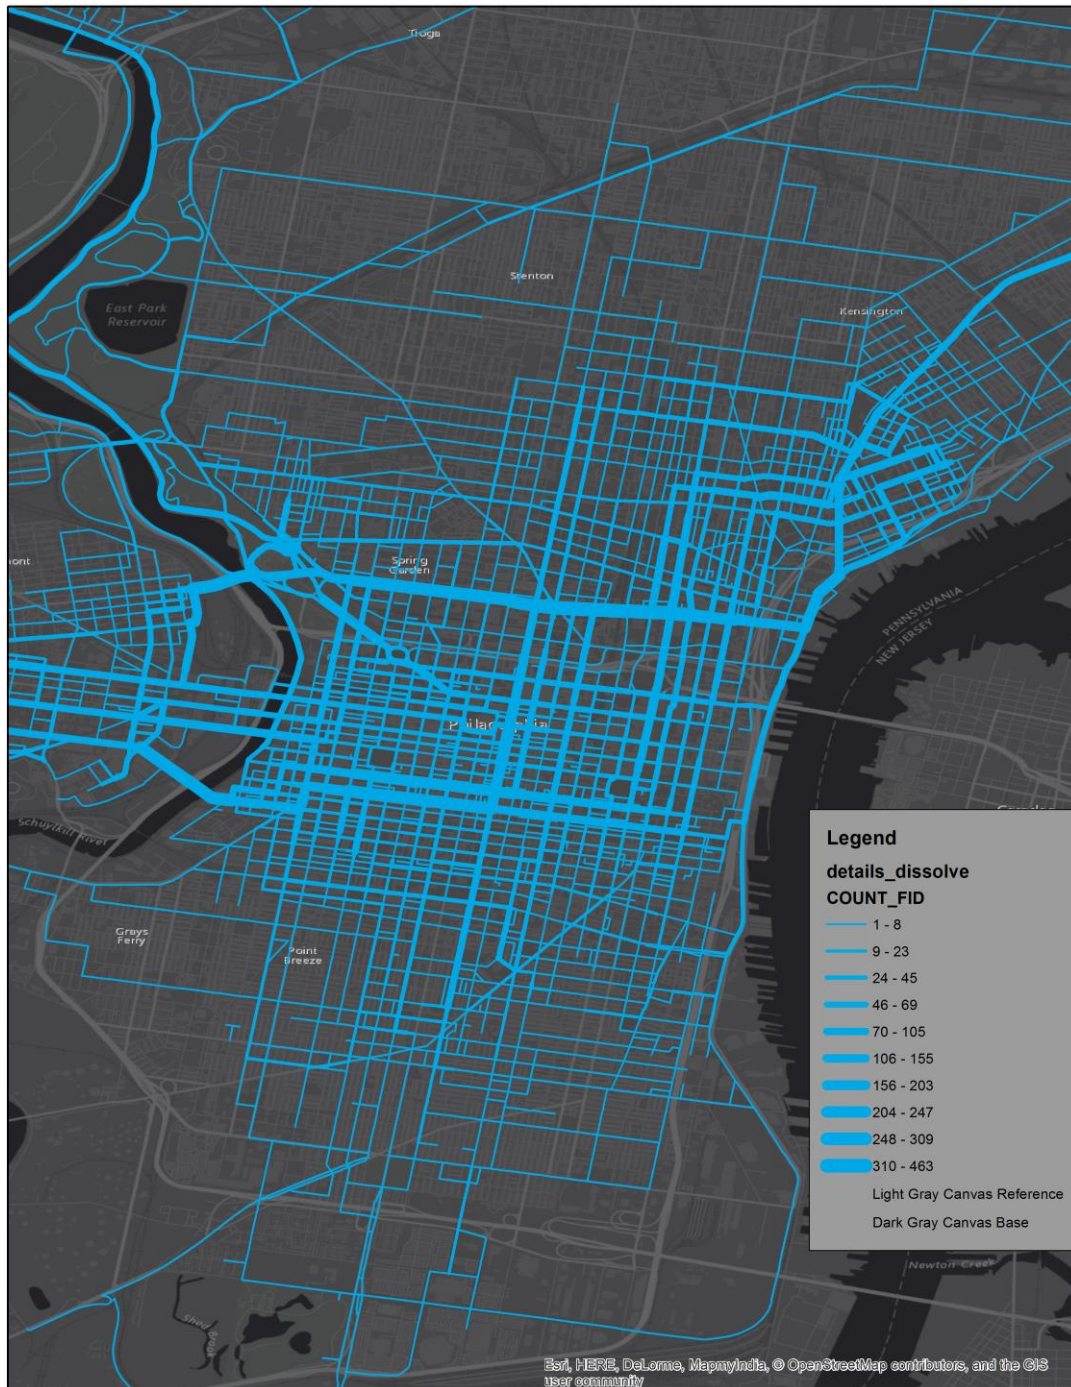 Tioga
Stenton
East Park
Reservoir
Kensington
mont
Spring
Garden
PENNSYLVANIA
NEW JERSEY
Philadelphia
Schuylkill River
Camden
Grays
Ferry
Point
Breeze
Legend
details_dissolve
COUNT_FID
1 - 8
9 - 23
24 - 45
46 - 69
70 - 105
106 - 155
156 - 203
204 - 247
248 - 309
310 - 463
Light Gray Canvas Reference
Dark Gray Canvas Base
Newton Creek
Esri, HERE, DeLorme, MapmyIndia, © OpenStreetMap contributors, and the GIS
user community